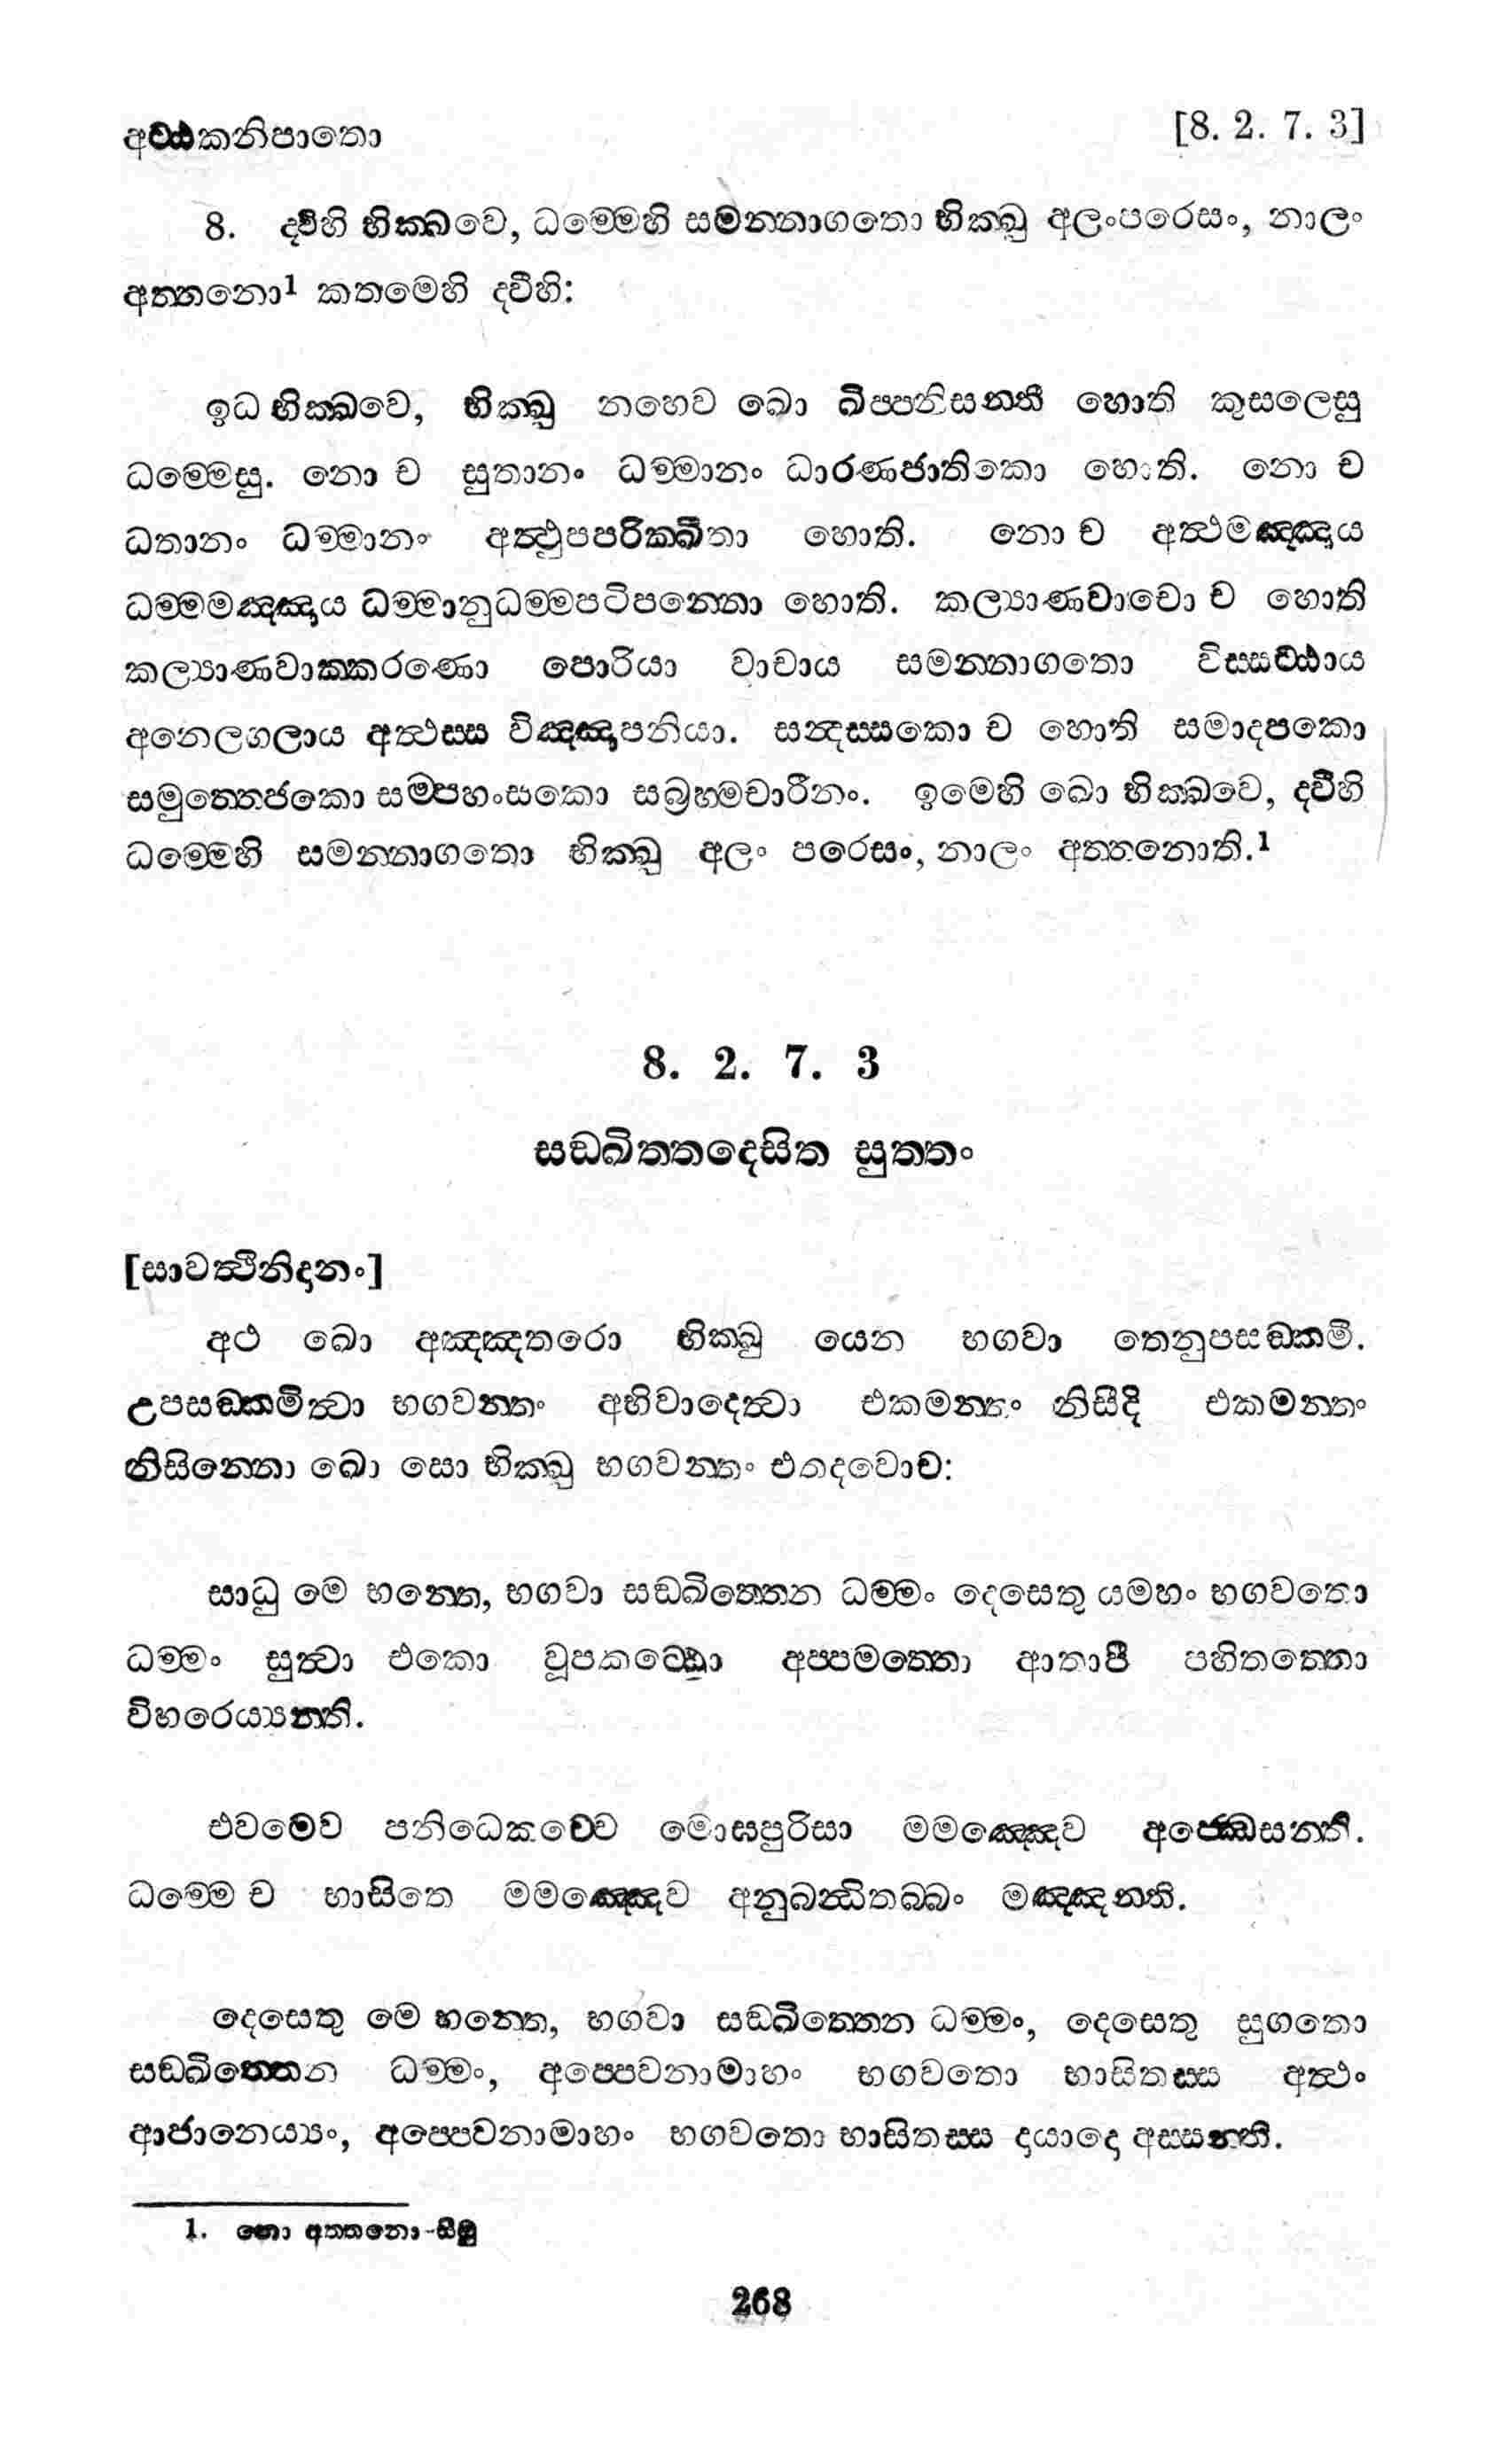 අට්ඨකනිපාතො [8. 2. 7. 3]
8. ද්වීහි භික්ඛවෙ, ධම්මෙහි සමන්නාගතො භික්ඛු අලංපරෙසං, නාලං
අත්තනො1 කතමෙහි ද්වීහි:
ඉධ භික්ඛවෙ, භික්ඛු නහෙව ඛො ඛිප්පනිසන්ති හොති කුසලෙසු
ධම්මෙසු. නො ච සුතානං ධම්මානං ධාරණජාතිකො හොති. නො ච
ධතානං ධම්මානං අත්ථුපපරික්ඛිතා හොති. නො ච අත්ථමඤ්ඤාය
ධම්මමඤ්ඤාය ධම්මානුධම්මපටිපන්නො හොති. කල්‍යාණවාචො ච හොති
කල්‍යාණවාක්කරණො පොරියා වාචාය සමන්නාගතො විස්සට්ඨාය
අනෙලගලාය අත්ථස්ස විඤ්ඤාපනියා. සන්දස්සකො ච හොති සමාදපකො
සමුත්තෙජකො සම්පහංසකො සබ්‍රහ්මචාරීනං. ඉමෙහි ඛො භික්ඛවෙ, ද්වීහි
ධම්මෙහි සමන්නාගතො භික්ඛු අලං පරෙසං, නාලං අත්තනොති.1
8. 2. 7. 3
සඞ්ඛිත්තදෙසිත සුත්තං
[සාවත්ථිනිදානං]
අථ ඛො අඤ්ඤතරො භික්ඛු යෙන භගවා තෙනුපසඞ්කමි.
උපසඞ්කමිත්වා භගවන්තං අභිවාදෙත්වා එකමන්තං නිසීදි එකමන්තං
නිසින්නො ඛො සො භික්ඛු භගවන්තං එතදවොච:
සාධු මෙ භන්තෙ, භගවා සඞ්ඛිත්තෙන ධම්මං දෙසෙතු යමහං භගවතො
ධම්මං සුත්වා එකො වූපකට්ඨො අප්පමත්තො ආතාපී පහිතත්තො
විහරෙය්‍යන්ති.
එවමෙව පනිධෙකච්චෙ මොඝපුරිසා මමඤ්ඤෙව අජ්ඣෙසන්ති.
ධම්මෙ ච භාසිතෙ මමඤ්ඤෙව අනුබන්ධිතබ්බං මඤ්ඤන්ති.
දෙසෙතු මෙ භන්තෙ, භගවා සඞ්ඛිත්තෙන ධම්මං, දෙසෙතු සුගතො
සඞ්ඛිත්තෙන ධම්මං, අප්පෙවනාමාහං භගවතො භාසිතස්ස අත්ථං
ආජානෙය්‍යං, අප්පෙවනාමාහං භගවතො භාසිතස්ස දායාදො අස්සන්ති.
1. නො අත්තනො-සීමු
268